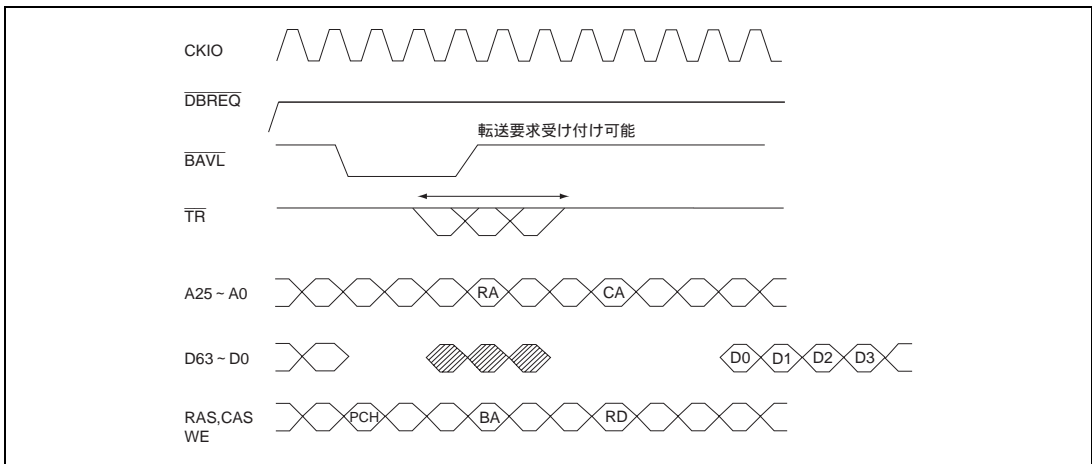 CKIO
DBREQ
転送要求受け付け可能
BAVL
TR
A25 ~ A0 RA CA
D63 ~ D0 D0 D1 D2 D3
RAS,CAS PCH BA RD
WE